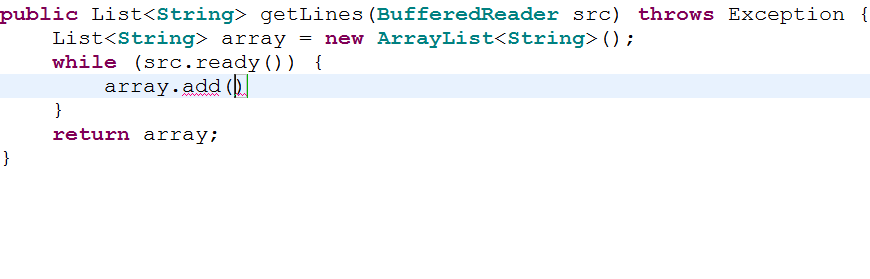 public List<String> getLines(BufferedReader src) throws Exception {
    List<String> array = new ArrayList<String>();
    while (src.ready()) {
        array.add()
    }
    return array;
}